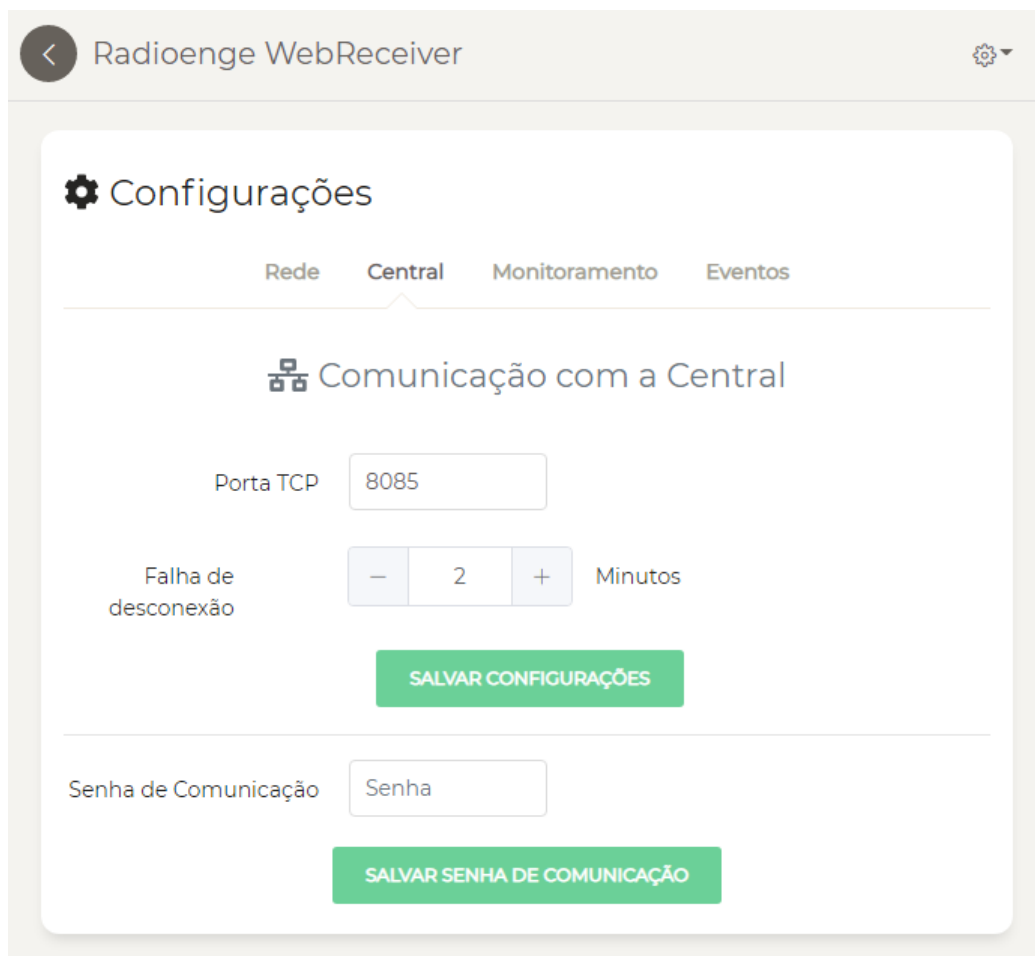 Radioenge WebReceiver
Configurações
Rede Central Monitoramento Eventos
Comunicação com a Central
Porta TCP 8085
Falha de
desconexão
− 2 + Minutos
SALVAR CONFIGURAÇÕES
Senha de Comunicação Senha
SALVAR SENHA DE COMUNICAÇÃO